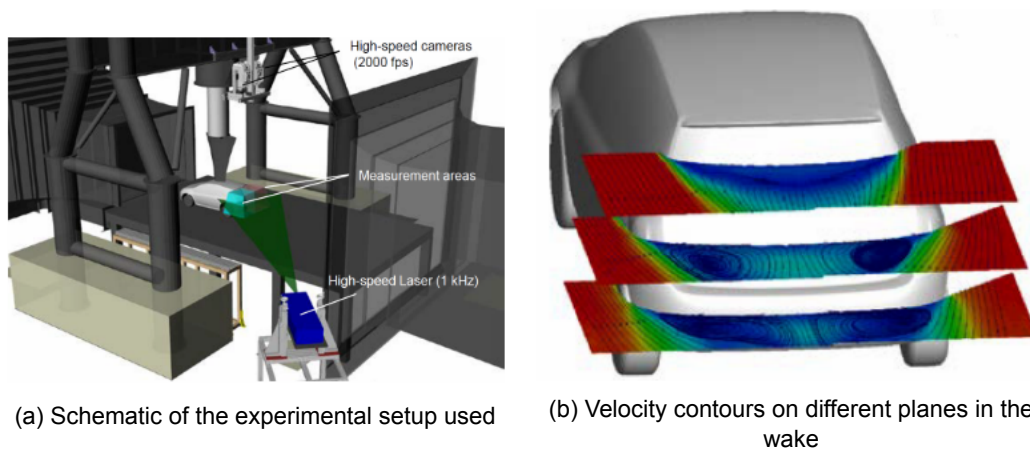 High-speed cameras
(2000 fps)
Measurement areas
High-speed Laser (1 kHz)
(a) Schematic of the experimental setup used
(b) Velocity contours on different planes in the
wake